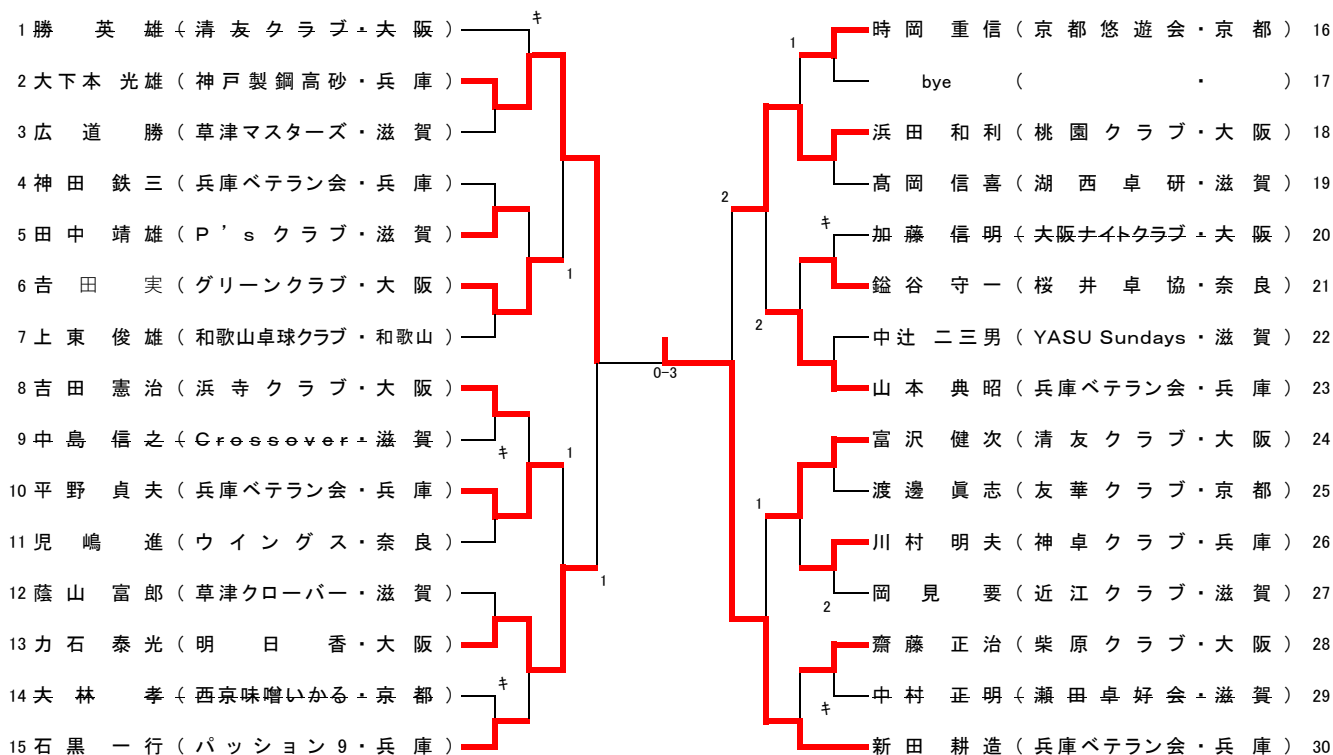 1 勝 英 雄 ( 清 友 ク ラ ブ ・ 大 阪 )
キ
2 大下本 光雄 ( 神戸製鋼高砂 ・ 兵 庫 )
3 広 道 勝 ( 草津マスターズ ・ 滋 賀 )
4 神 田 鉄 三 ( 兵庫ベテラン会 ・ 兵 庫 )
5 田 中 靖 雄 ( P ’ s ク ラ ブ ・ 滋 賀 )
6 吉 田 実 ( グリーンクラブ ・ 大 阪 )
1
7 上 東 俊 雄 ( 和歌山卓球クラブ ・ 和歌山 )
8 吉 田 憲 治 ( 浜 寺 ク ラ ブ ・ 大 阪 )
9 中 島 信 之 ( Crossover ・ 滋 賀 )
キ
1
10 平 野 貞 夫 ( 兵庫ベテラン会 ・ 兵 庫 )
11 児 嶋 進 ( ウ イ ン グ ス ・ 奈 良 )
1
12 蔭 山 富 郎 ( 草津クローバー ・ 滋 賀 )
13 力 石 泰 光 ( 明 日 香 ・ 大 阪 )
キ
14 大 林 孝 ( 西京味噌いかる ・ 京 都 )
15 石 黒 一 行 ( パ ッ シ ョ ン 9 ・ 兵 庫 )
0-3
時 岡 重 信 ( 京 都 悠 遊 会 ・ 京 都 ) 16
1
bye ( ・ ) 17
浜 田 和 利 ( 桃 園 ク ラ ブ ・ 大 阪 ) 18
髙 岡 信 喜 ( 湖 西 卓 研 ・ 滋 賀 ) 19
2
キ
加 藤 信 明 ( 大阪ナイトクラブ ・ 大 阪 ) 20
鎰 谷 守 一 ( 桜 井 卓 協 ・ 奈 良 ) 21
2
中 辻 二三男 ( YASU Sundays ・ 滋 賀 ) 22
山 本 典 昭 ( 兵庫ベテラン会 ・ 兵 庫 ) 23
富 沢 健 次 ( 清 友 ク ラ ブ ・ 大 阪 ) 24
渡 邊 眞 志 ( 友 華 ク ラ ブ ・ 京 都 ) 25
1
川 村 明 夫 ( 神 卓 ク ラ ブ ・ 兵 庫 ) 26
岡 見 要 ( 近 江 ク ラ ブ ・ 滋 賀 ) 27
2
齋 藤 正 治 ( 柴 原 ク ラ ブ ・ 大 阪 ) 28
中 村 正 明 ( 瀬 田 卓 好 会 ・ 滋 賀 ) 29
キ
新 田 耕 造 ( 兵庫ベテラン会 ・ 兵 庫 ) 30